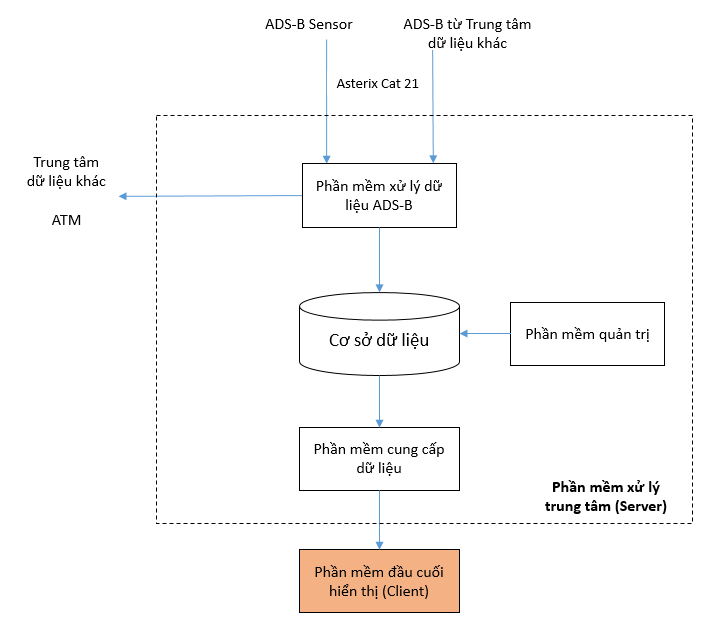 ADS-B Sensor
ADS-B từ Trung tâm
dữ liệu khác
Asterix Cat 21
Trung tâm
dữ liệu khác
ATM
Phần mềm xử lý dữ
liệu ADS-B
Cơ sở dữ liệu
Phần mềm quản trị
Phần mềm cung cấp
dữ liệu
Phần mềm xử lý
trung tâm (Server)
Phần mềm đầu cuối
hiển thị (Client)